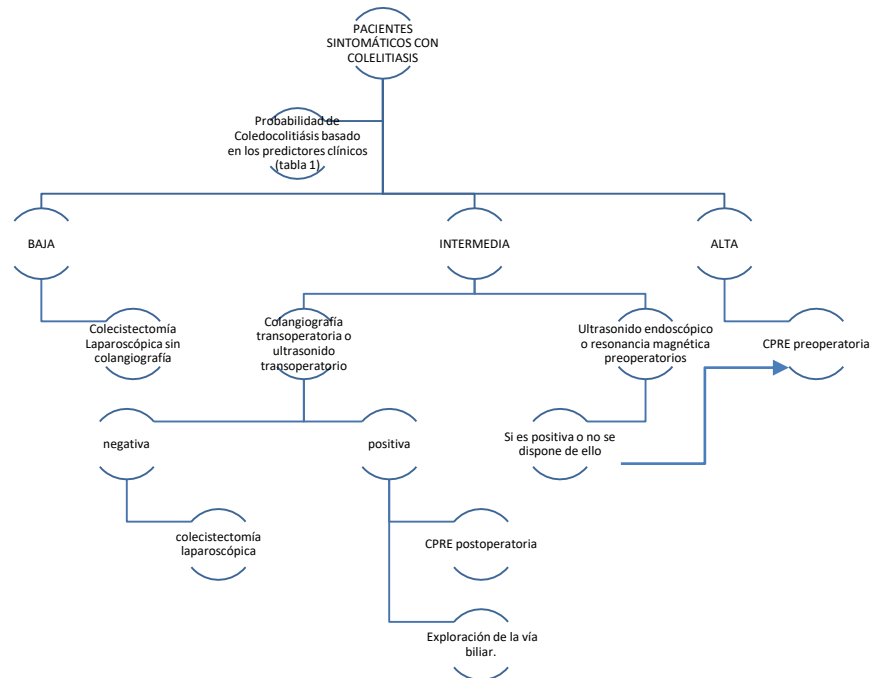 PACIENTES
SINTOMÁTICOS CON
COLELITIASIS
Probabilidad de
Coledocolitiásis basado
en los predictores clínicos
(tabla 1)
BAJA
INTERMEDIA
ALTA
Colecistectomía
Laparoscópica sin
colangiografía
Colangiografía
transoperatoria o
ultrasonido
transoperatorio
Ultrasonido endoscópico
o resonancia magnética
preoperatorios
CPRE preoperatoria
negativa
positiva
Si es positiva o no se
dispone de ello
colecistectomía
laparoscópica
CPRE postoperatoria
Exploración de la vía
biliar.